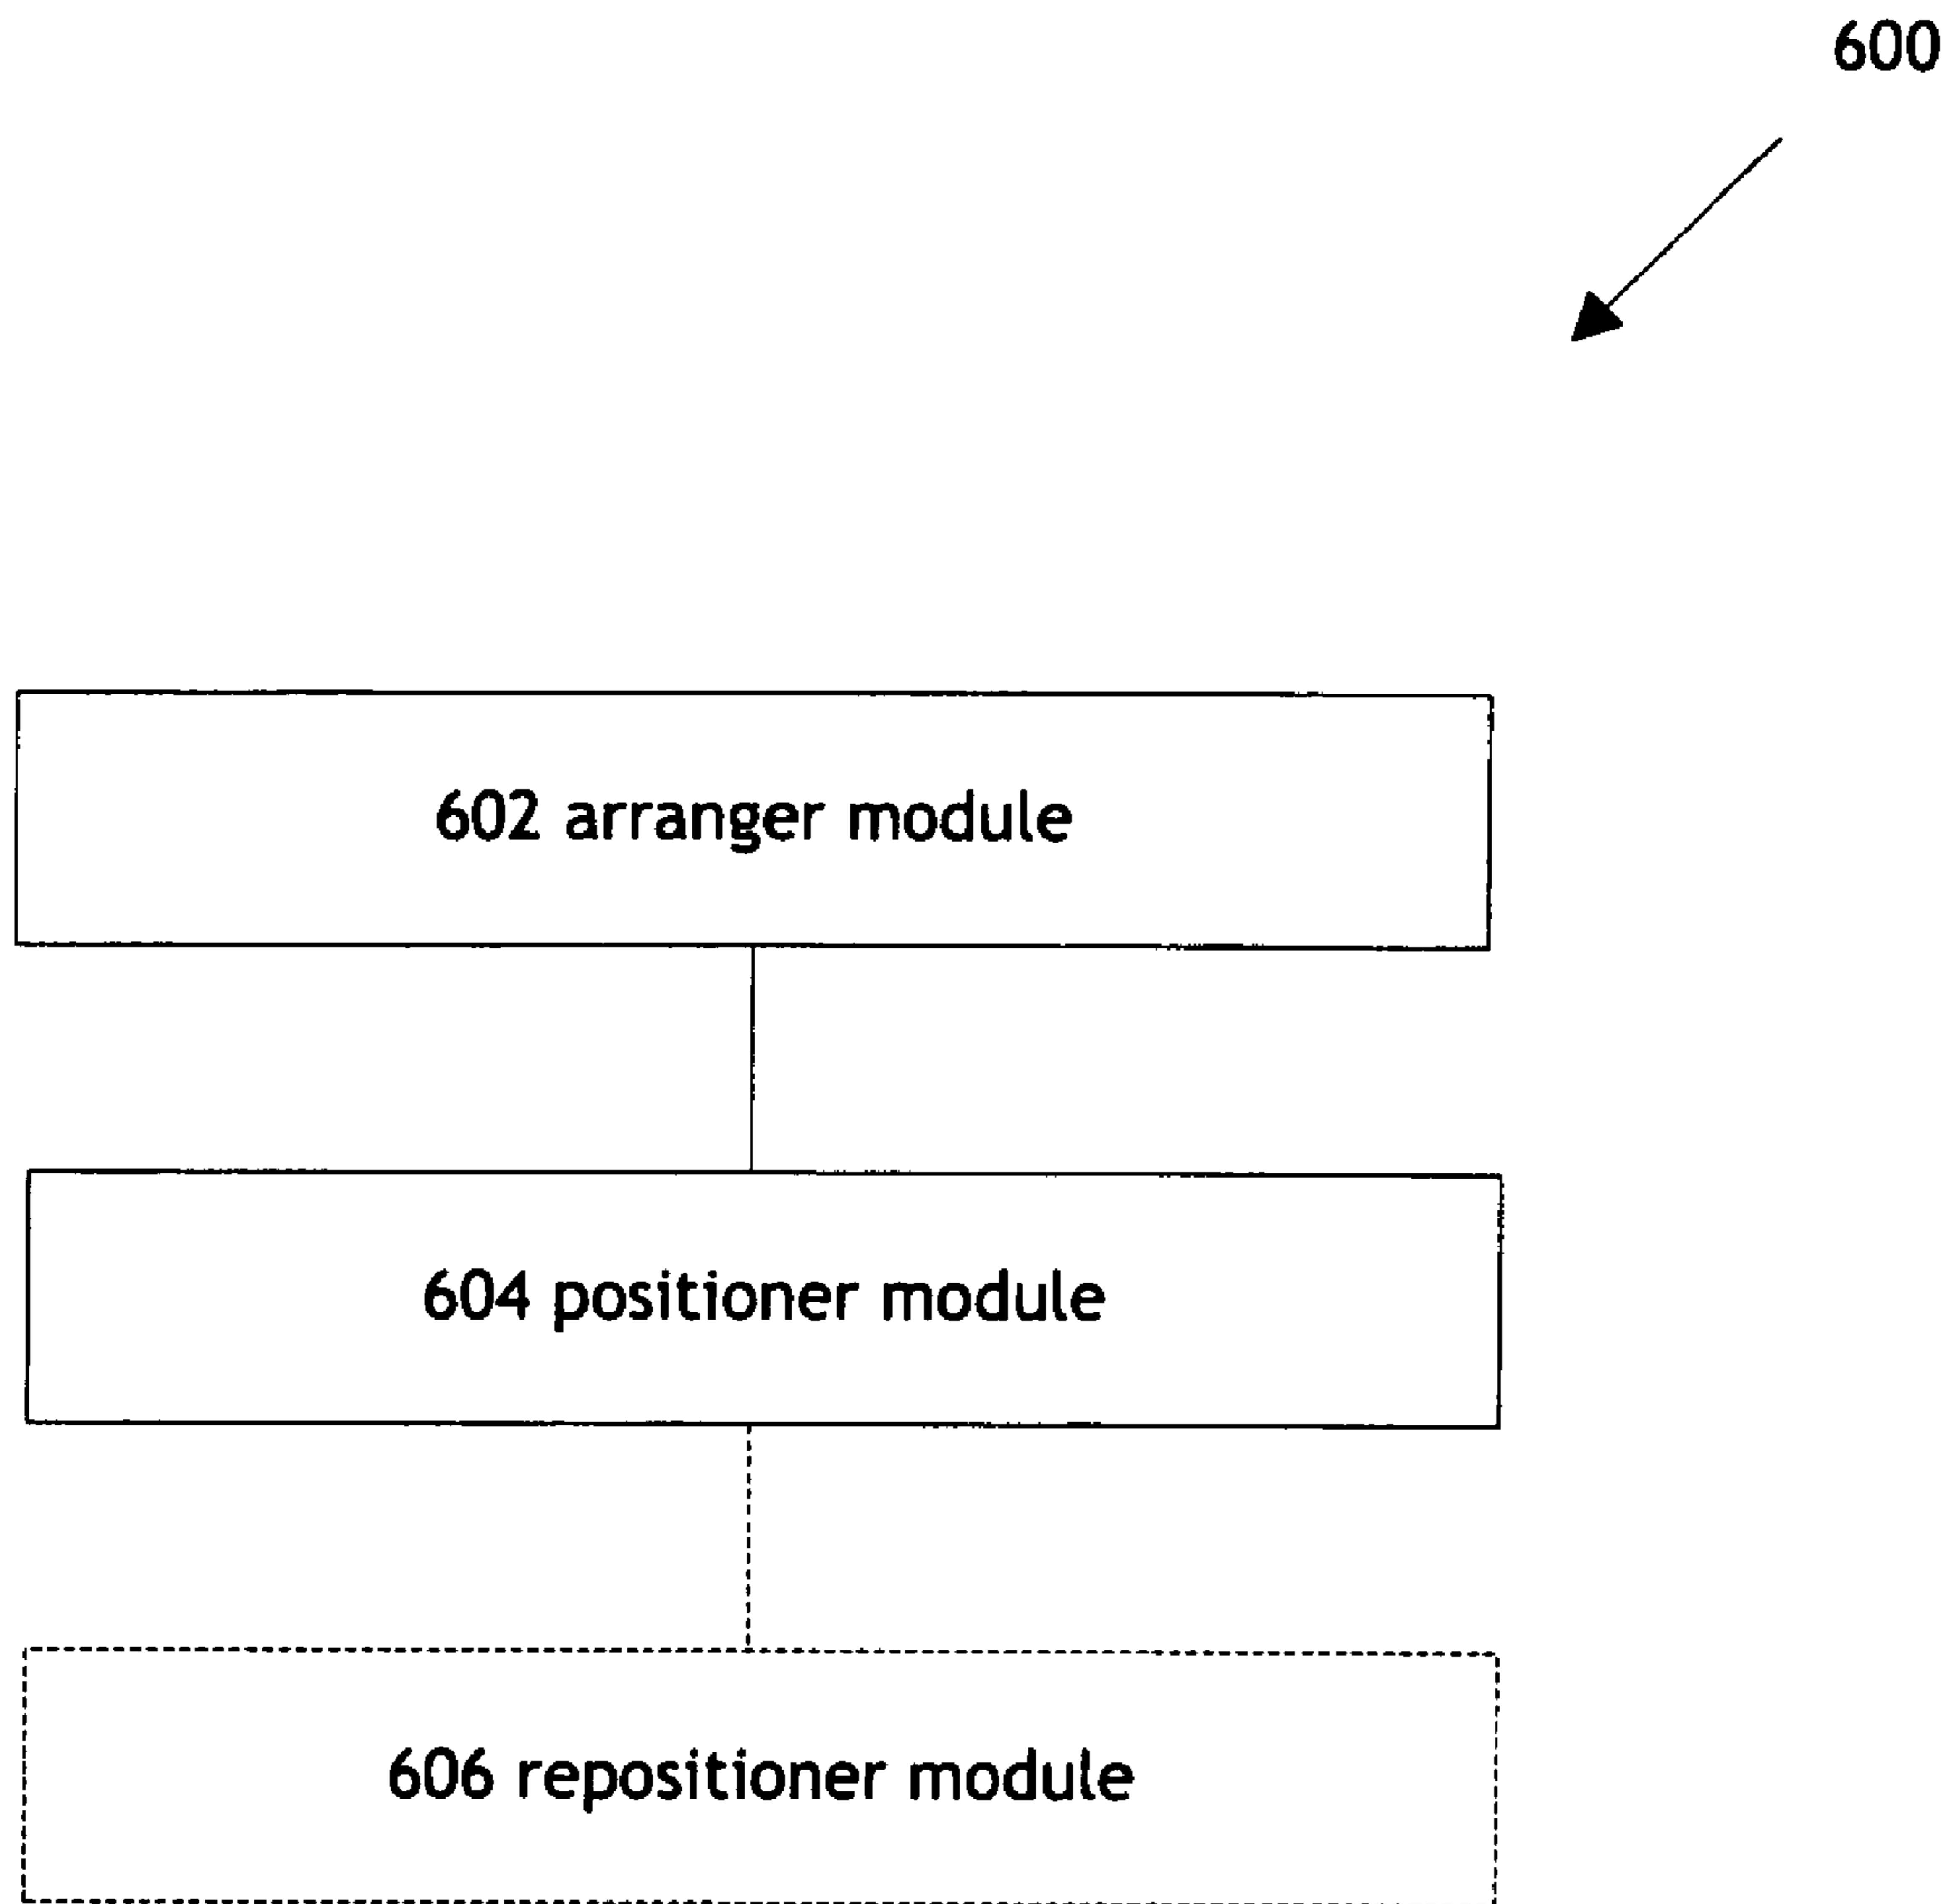 600
602 arranger module
604 positioner module
606 repositioner module